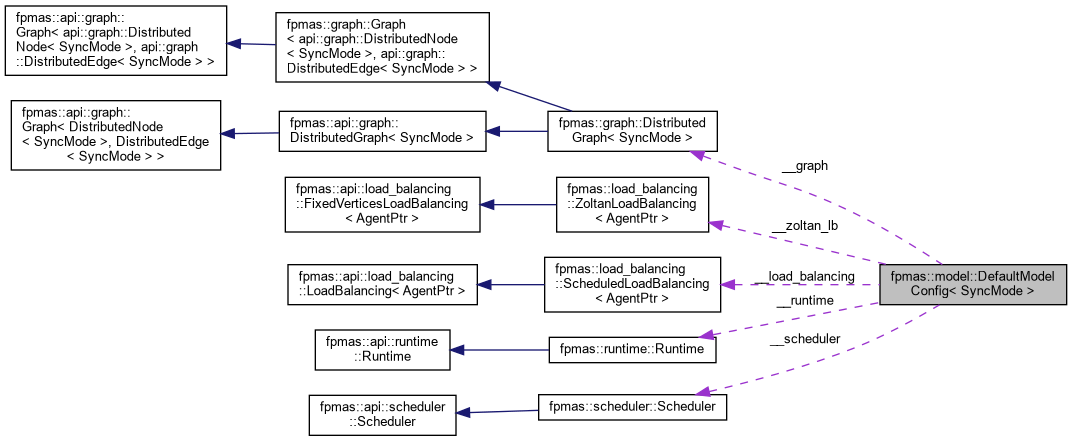 fpmas::api::graph::
Graph< api::graph::Distributed
Node< SyncMode >, api::graph
::DistributedEdge< SyncMode > >
fpmas::graph::Graph
< api::graph::DistributedNode
< SyncMode >, api::graph::
DistributedEdge< SyncMode > >
fpmas::api::graph::
Graph< DistributedNode
< SyncMode >, DistributedEdge
< SyncMode > >
fpmas::api::graph::
DistributedGraph< SyncMode >
fpmas::graph::Distributed
Graph< SyncMode >
__graph
fpmas::api::load_balancing
::FixedVerticesLoadBalancing
< AgentPtr >
fpmas::load_balancing
::ZoltanLoadBalancing
< AgentPtr >
__zoltan_lb
fpmas::api::load_balancing
::LoadBalancing< AgentPtr >
fpmas::load_balancing
::ScheduledLoadBalancing
< AgentPtr >
__load_balancing
fpmas::model::DefaultModel
Config< SyncMode >
__runtime
fpmas::api::runtime
::Runtime
fpmas::runtime::Runtime
__scheduler
fpmas::api::scheduler
::Scheduler
fpmas::scheduler::Scheduler